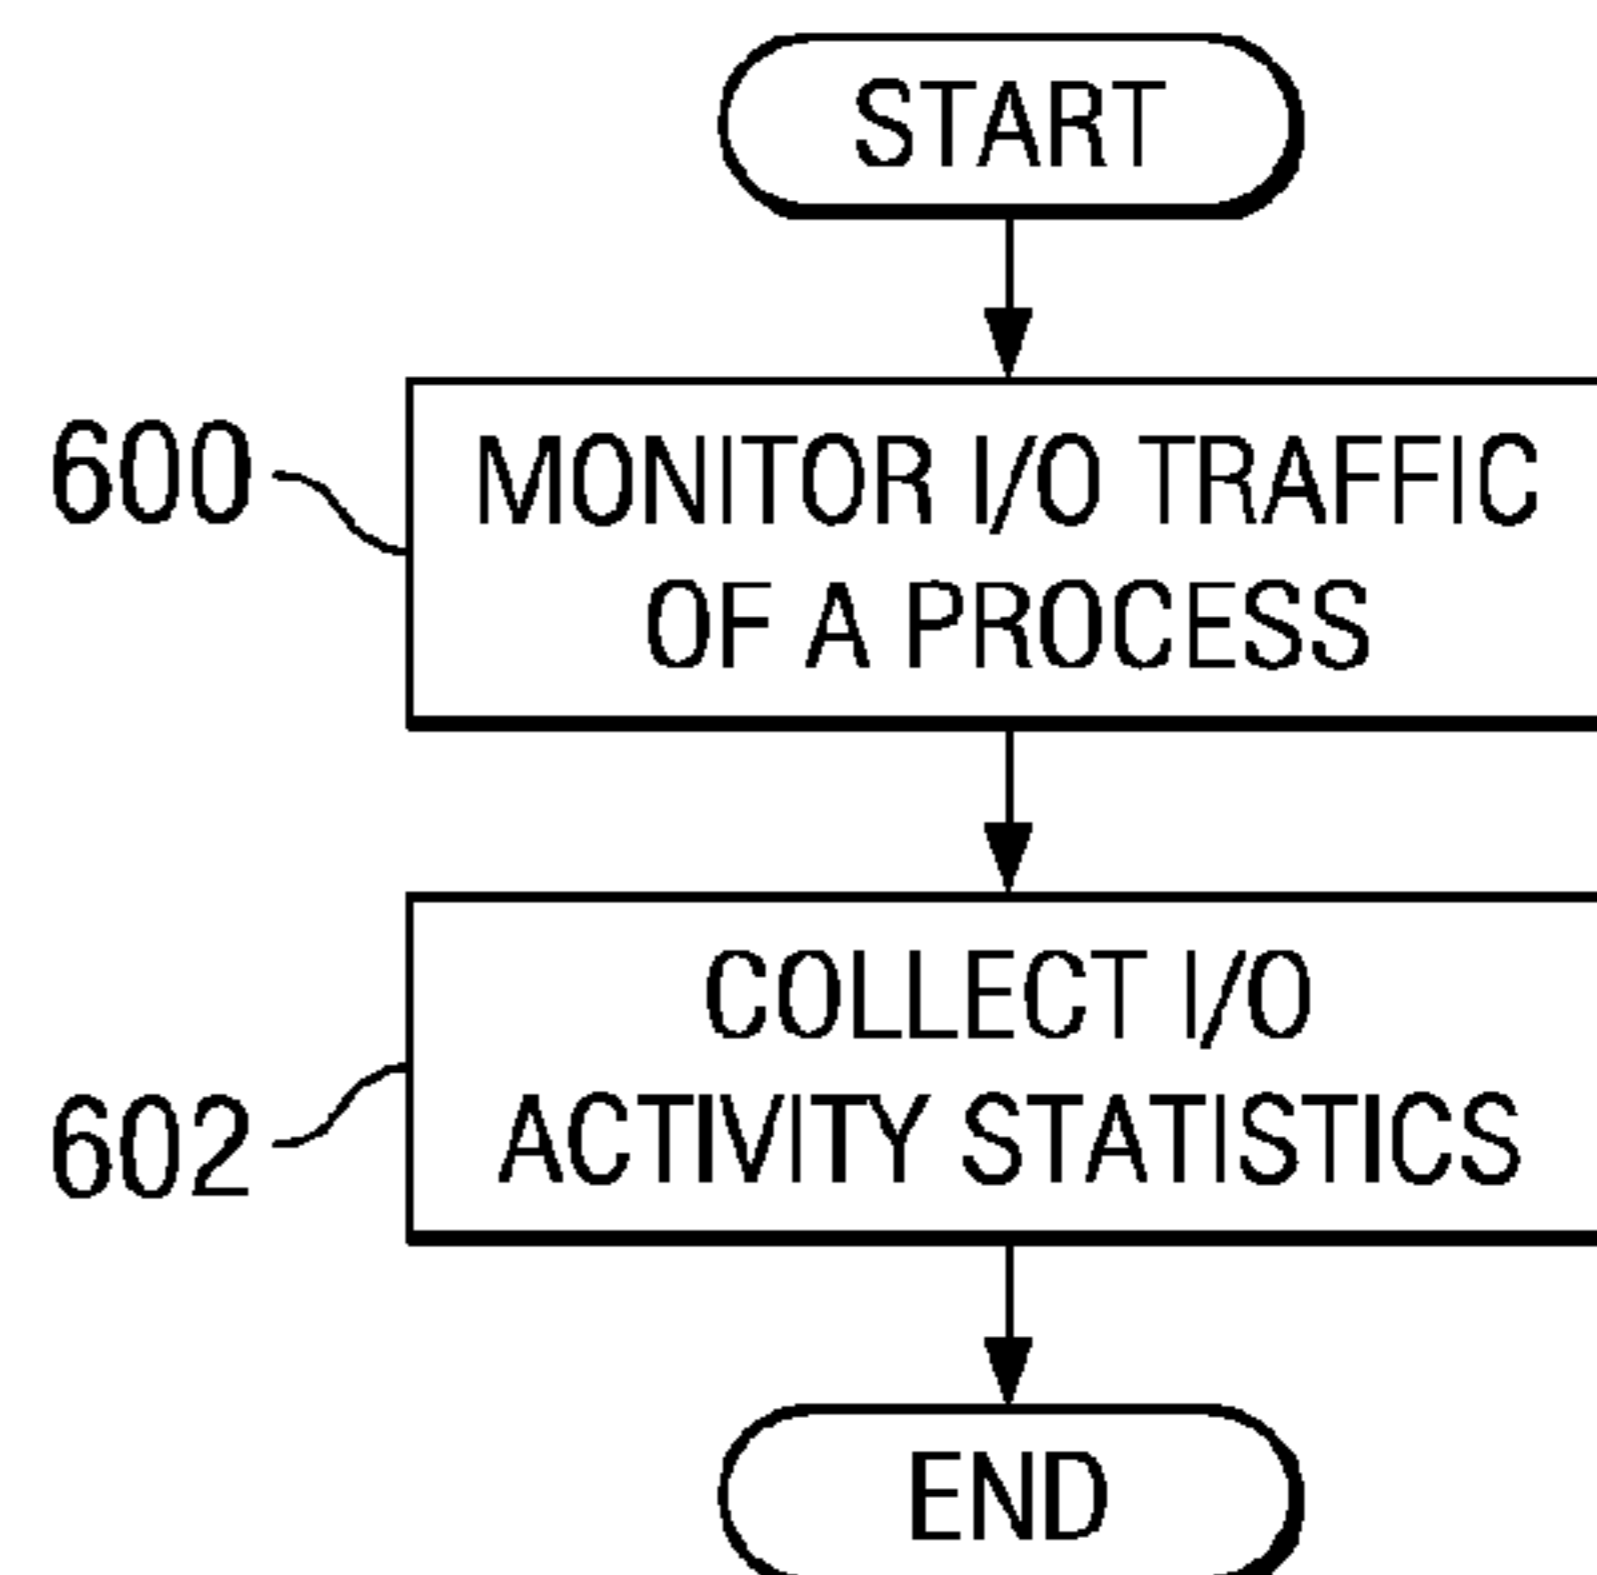 START
600
MONITOR I/O TRAFFIC
OF A PROCESS
COLLECT I/O
ACTIVITY STATISTICS
602
END